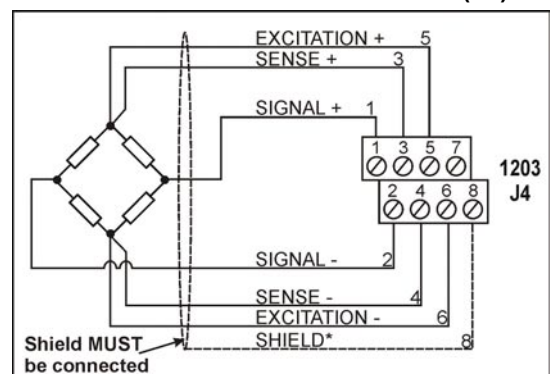 EXCITATION + 5
SENSE + 3
SIGNAL + 1
1 3 5 7
1203
J4
2 4 6 8
SIGNAL - 2
SENSE - 4
EXCITATION - 6
SHIELD* 8
Shield MUST
be connected